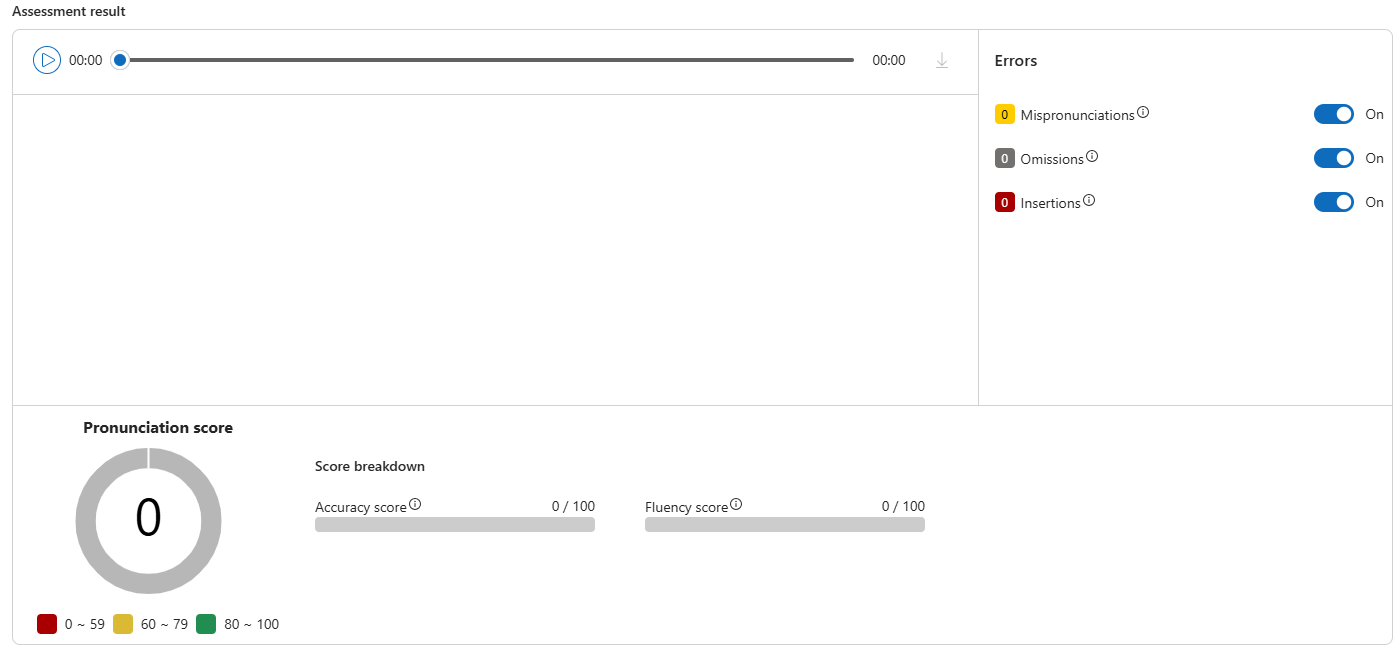 Assessment result
00:00 00:00
Errors
0 Mispronunciations On
0 Omissions On
0 Insertions On
Pronunciation score
0
Score breakdown
Accuracy score 0 / 100
Fluency score 0 / 100
0 ~ 59 60 ~ 79 80 ~ 100